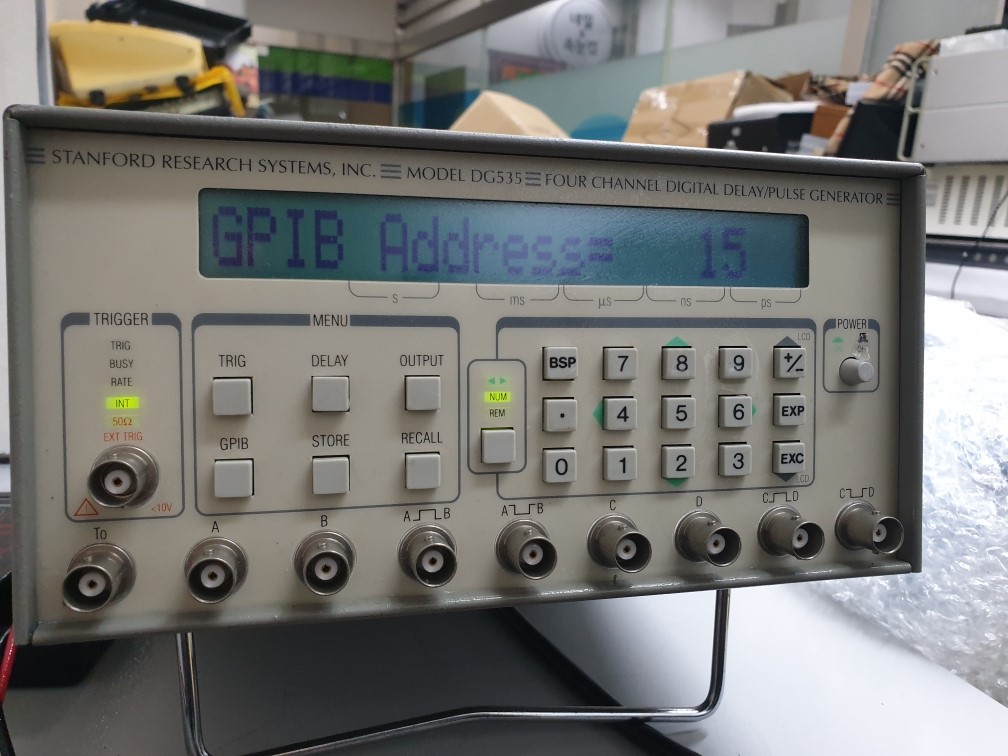 내일
STANFORD RESEARCH SYSTEMS, INC. MODEL DG535 FOUR CHANNEL DIGITAL DELAY/PULSE GENERATOR
GPIB Address= 15
s ms µs ns ps
TRIGGER
TRIG
BUSY
RATE
INT
50Ω
EXT TRIG
<10V
MENU
TRIG DELAY OUTPUT
GPIB STORE RECALL
NUM
REM
LCD
BSP 7 8 9 +/-
. 4 5 6 EXP
0 1 2 3 EXC
LCD
POWER
To A B A B A B C D C D C D